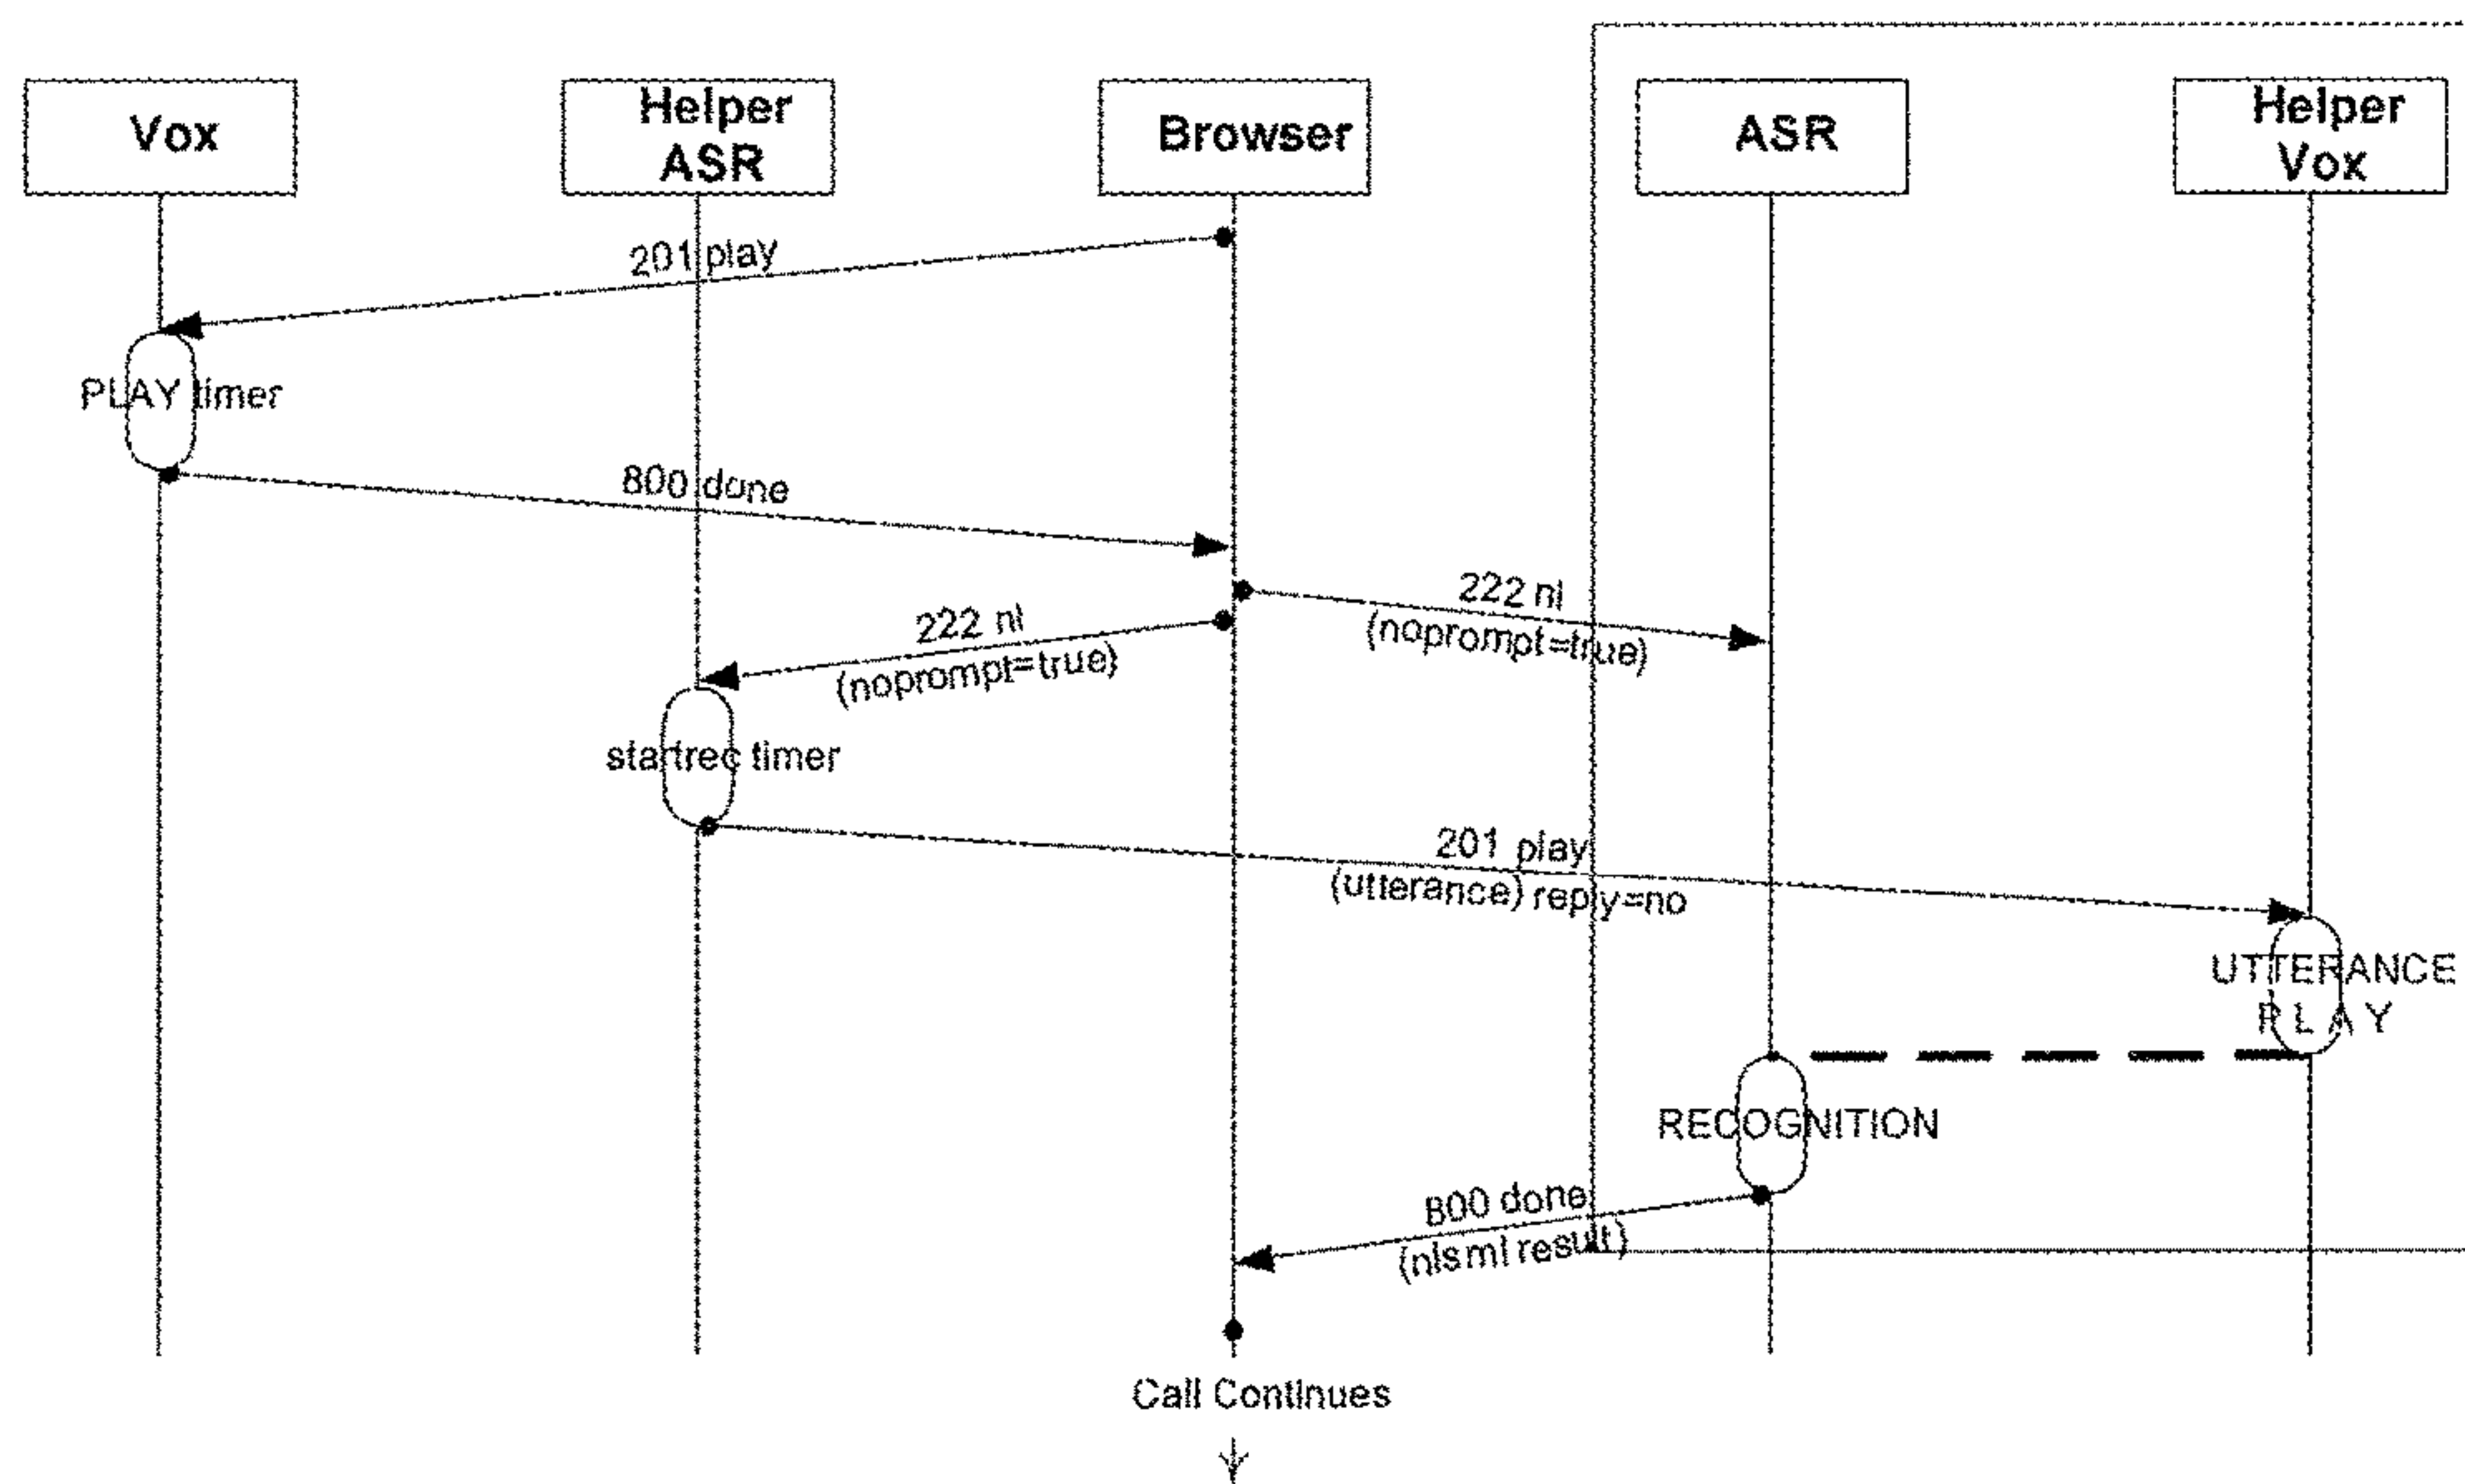 Vox
Helper
ASR
Browser
ASR
Helper
Vox
201 play
PLAY timer
800 done
222 nl
(noprompt=true)
222 nl
(noprompt=true)
startrec timer
201 play
(utterance) reply=no
UTTERANCE
PLAY
RECOGNITION
800 done
(nlsml result)
Call Continues